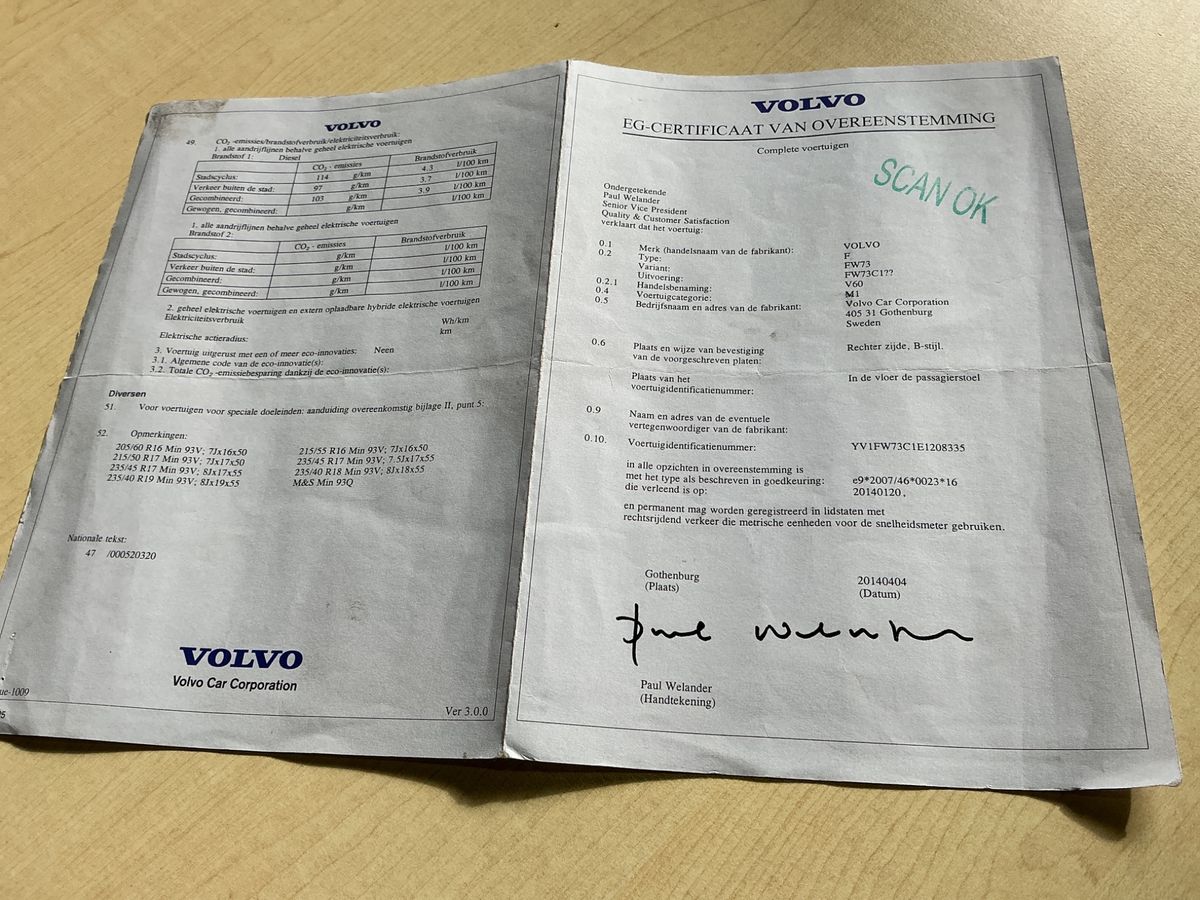 VOLVO
49. CO2 -emissies/brandstofverbruik/elektriciteitsverbruik:
1. alle aandrijflijnen behalve geheel elektrische voertuigen
Brandstof 1: Diesel
CO2 - emissies Brandstofverbruik
Stadscyclus: 114 g/km 4.3 l/100 km
Verkeer buiten de stad: 97 g/km 3.7 l/100 km
Gecombineerd: 103 g/km 3.9 l/100 km
Gewogen, gecombineerd: g/km l/100 km
1. alle aandrijflijnen behalve geheel elektrische voertuigen
Brandstof 2:
CO2 - emissies Brandstofverbruik
Stadscyclus: g/km l/100 km
Verkeer buiten de stad: g/km l/100 km
Gecombineerd: g/km l/100 km
Gewogen, gecombineerd: g/km l/100 km
2. geheel elektrische voertuigen en extern oplaadbare hybride elektrische voertuigen
Elektriciteitsverbruik Wh/km
Elektrische actieradius: km
3. Voertuig uitgerust met een of meer eco-innovaties: Neen
3.1. Algemene code van de eco-innovatie(s):
3.2. Totale CO2 -emissiebesparing dankzij de eco-innovatie(s):
Diversen
51. Voor voertuigen voor speciale doeleinden: aanduiding overeenkomstig bijlage II, punt 5:
52. Opmerkingen:
205/60 R16 Min 93V; 7Jx16x50 215/55 R16 Min 93V; 7Jx16x50
215/50 R17 Min 93V; 7Jx17x50 235/45 R17 Min 93V; 7.5Jx17x55
235/45 R17 Min 93V; 8Jx17x55 235/40 R18 Min 93V; 8Jx18x55
235/40 R19 Min 93V; 8Jx19x55 M&S Min 93Q
Nationale tekst:
47 /000520320
VOLVO
Volvo Car Corporation
ue-1009
Ver 3.0.0
VOLVO
EG-CERTIFICAAT VAN OVEREENSTEMMING
Complete voertuigen
SCAN OK
Ondergetekende
Paul Welander
Senior Vice President
Quality & Customer Satisfaction
verklaart dat het voertuig:
0.1 Merk (handelsnaam van de fabrikant): VOLVO
0.2 Type: F
Variant: FW73
Uitvoering: FW73C1??
0.2.1 Handelsbenaming: V60
0.4 Voertuigcategorie: M1
0.5 Bedrijfsnaam en adres van de fabrikant: Volvo Car Corporation
405 31 Gothenburg
Sweden
0.6 Plaats en wijze van bevestiging Rechter zijde, B-stijl.
van de voorgeschreven platen:
Plaats van het In de vloer de passagierstoel
voertuigidentificatienummer:
0.9 Naam en adres van de eventuele
vertegenwoordiger van de fabrikant:
0.10. Voertuigidentificatienummer: YV1FW73C1E1208335
in alle opzichten in overeenstemming is
met het type als beschreven in goedkeuring: e9*2007/46*0023*16
die verleend is op: 20140120.
en permanent mag worden geregistreerd in lidstaten met
rechtsrijdend verkeer die metrische eenheden voor de snelheidsmeter gebruiken.
Gothenburg 20140404
(Plaats) (Datum)
Paul Welander
Paul Welander
(Handtekening)